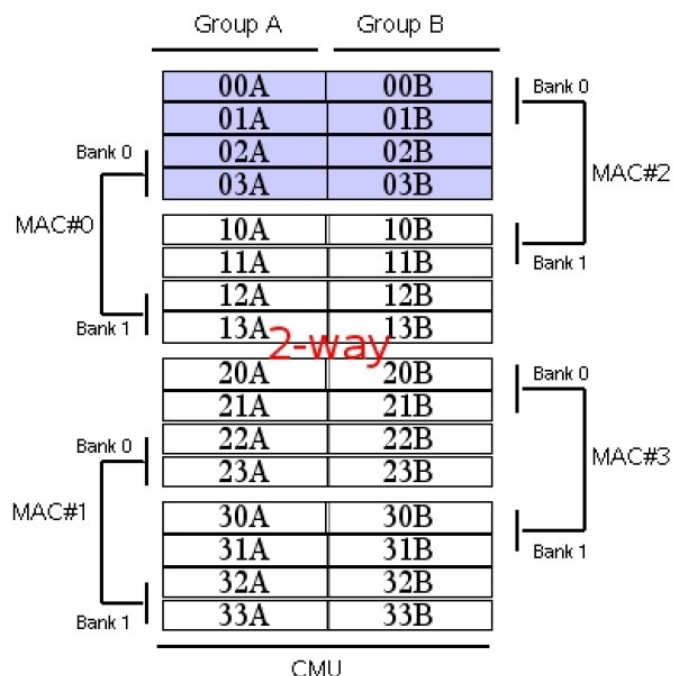 Group A Group B
00A 00B Bank 0
01A 01B
Bank 0 02A 02B
03A 03B MAC#2
MAC#0 10A 10B
11A 11B Bank 1
12A 12B
Bank 1 13A 13B
2-way
20A 20B Bank 0
21A 21B
Bank 0 22A 22B
23A 23B MAC#3
MAC#1 30A 30B
31A 31B Bank 1
32A 32B
Bank 1 33A 33B
CMU